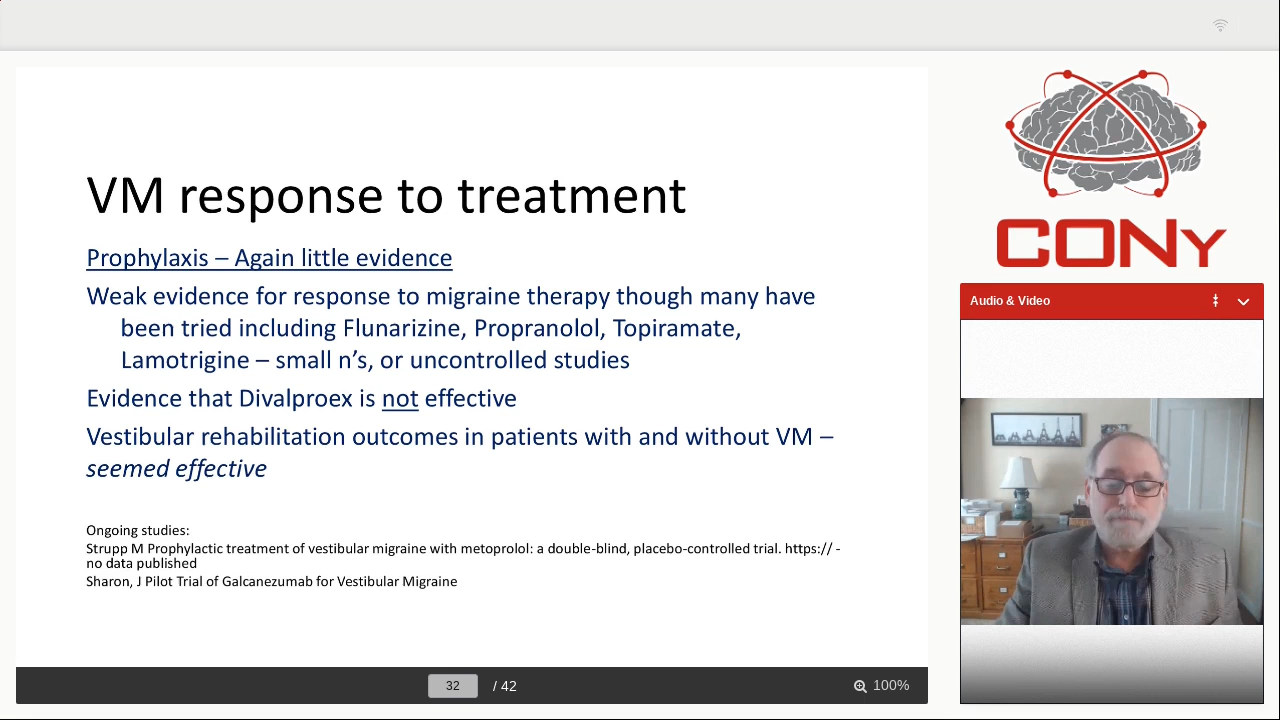 VM response to treatment
Prophylaxis – Again little evidence
Weak evidence for response to migraine therapy though many have
been tried including Flunarizine, Propranolol, Topiramate,
Lamotrigine – small n’s, or uncontrolled studies
Evidence that Divalproex is not effective
Vestibular rehabilitation outcomes in patients with and without VM –
seemed effective
Ongoing studies:
Strupp M Prophylactic treatment of vestibular migraine with metoprolol: a double-blind, placebo-controlled trial. https:// -
no data published
Sharon, J Pilot Trial of Galcanezumab for Vestibular Migraine
32 / 42
100%
CONy
Audio & Video